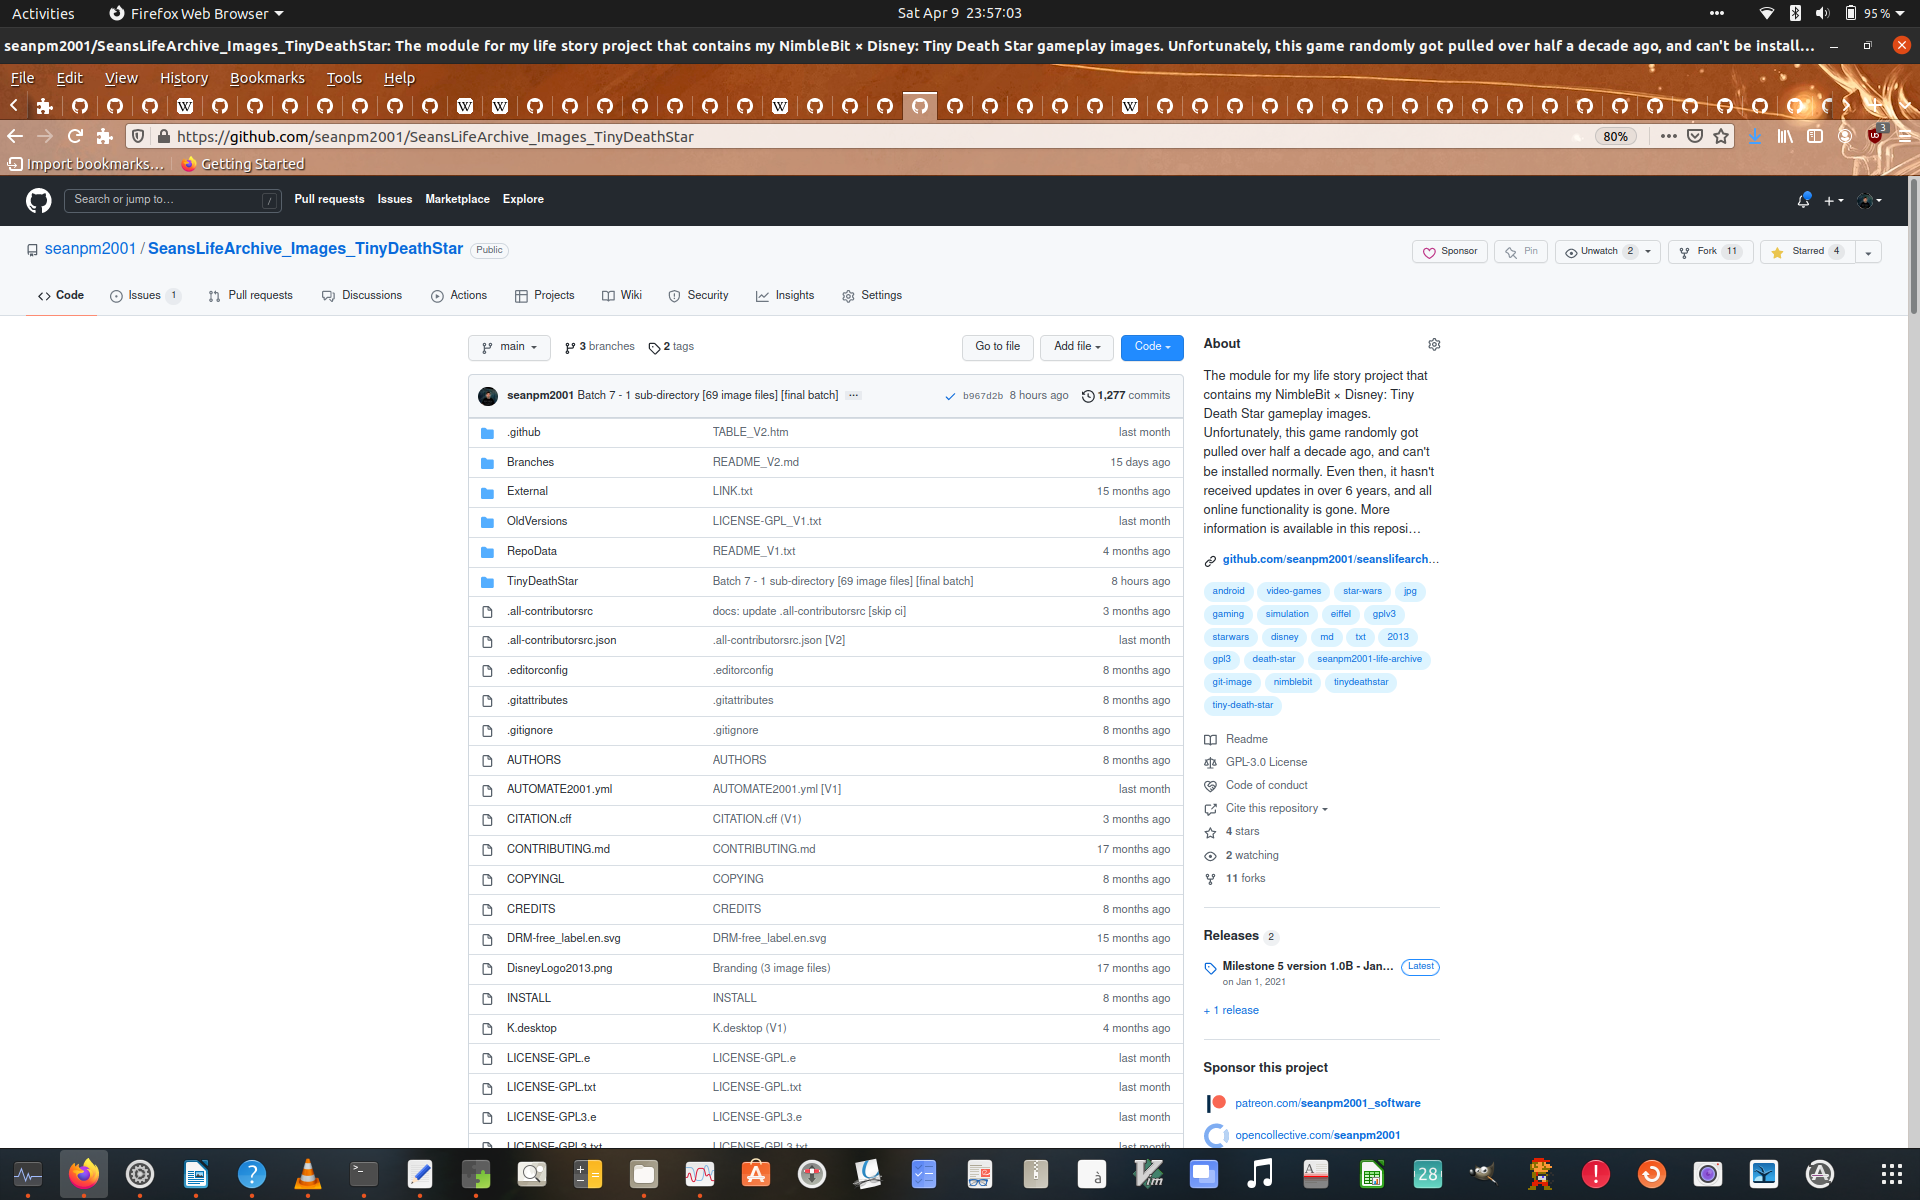 Activities
Firefox Web Browser
Sat Apr 9 23:57:03
95 %
seanpm2001/SeansLifeArchive_Images_TinyDeathStar: The module for my life story project that contains my NimbleBit × Disney: Tiny Death Star gameplay images. Unfortunately, this game randomly got pulled over half a decade ago, and can't be install…
File Edit View History Bookmarks Tools Help
https://github.com/seanpm2001/SeansLifeArchive_Images_TinyDeathStar
80%
3
Import bookmarks…
Getting Started
Search or jump to…
/
Pull requests Issues Marketplace Explore
seanpm2001 / SeansLifeArchive_Images_TinyDeathStar
Public
Sponsor
Pin
Unwatch 2
Fork 11
Starred 4
Code
Issues 1
Pull requests
Discussions
Actions
Projects
Wiki
Security
Insights
Settings
main
3 branches
2 tags
Go to file
Add file
Code
seanpm2001 Batch 7 - 1 sub-directory [69 image files] [final batch] …
b967d2b 8 hours ago
1,277 commits
.github TABLE_V2.htm last month
Branches README_V2.md 15 days ago
External LINK.txt 15 months ago
OldVersions LICENSE-GPL_V1.txt last month
RepoData README_V1.txt 4 months ago
TinyDeathStar Batch 7 - 1 sub-directory [69 image files] [final batch] 8 hours ago
.all-contributorsrc docs: update .all-contributorsrc [skip ci] 3 months ago
.all-contributorsrc.json .all-contributorsrc.json [V2] last month
.editorconfig .editorconfig 8 months ago
.gitattributes .gitattributes 8 months ago
.gitignore .gitignore 8 months ago
AUTHORS AUTHORS 8 months ago
AUTOMATE2001.yml AUTOMATE2001.yml [V1] last month
CITATION.cff CITATION.cff (V1) 3 months ago
CONTRIBUTING.md CONTRIBUTING.md 17 months ago
COPYINGL COPYING 8 months ago
CREDITS CREDITS 8 months ago
DRM-free_label.en.svg DRM-free_label.en.svg 15 months ago
DisneyLogo2013.png Branding (3 image files) 17 months ago
INSTALL INSTALL 8 months ago
K.desktop K.desktop (V1) 4 months ago
LICENSE-GPL.e LICENSE-GPL.e last month
LICENSE-GPL.txt LICENSE-GPL.txt last month
LICENSE-GPL3.e LICENSE-GPL3.e last month
LICENSE-GPL3.txt LICENSE-GPL3.txt last month
About
The module for my life story project that
contains my NimbleBit × Disney: Tiny
Death Star gameplay images.
Unfortunately, this game randomly got
pulled over half a decade ago, and can't
be installed normally. Even then, it hasn't
received updates in over 6 years, and all
online functionality is gone. More
information is available in this reposi…
github.com/seanpm2001/seanslifearch…
android video-games star-wars jpg
gaming simulation eiffel gplv3
starwars disney md txt 2013
gpl3 death-star seanpm2001-life-archive
git-image nimblebit tinydeathstar
tiny-death-star
Readme
GPL-3.0 License
Code of conduct
Cite this repository
4 stars
2 watching
11 forks
Releases 2
Milestone 5 version 1.0B - Jan… Latest
on Jan 1, 2021
+ 1 release
Sponsor this project
patreon.com/seanpm2001_software
opencollective.com/seanpm2001
28